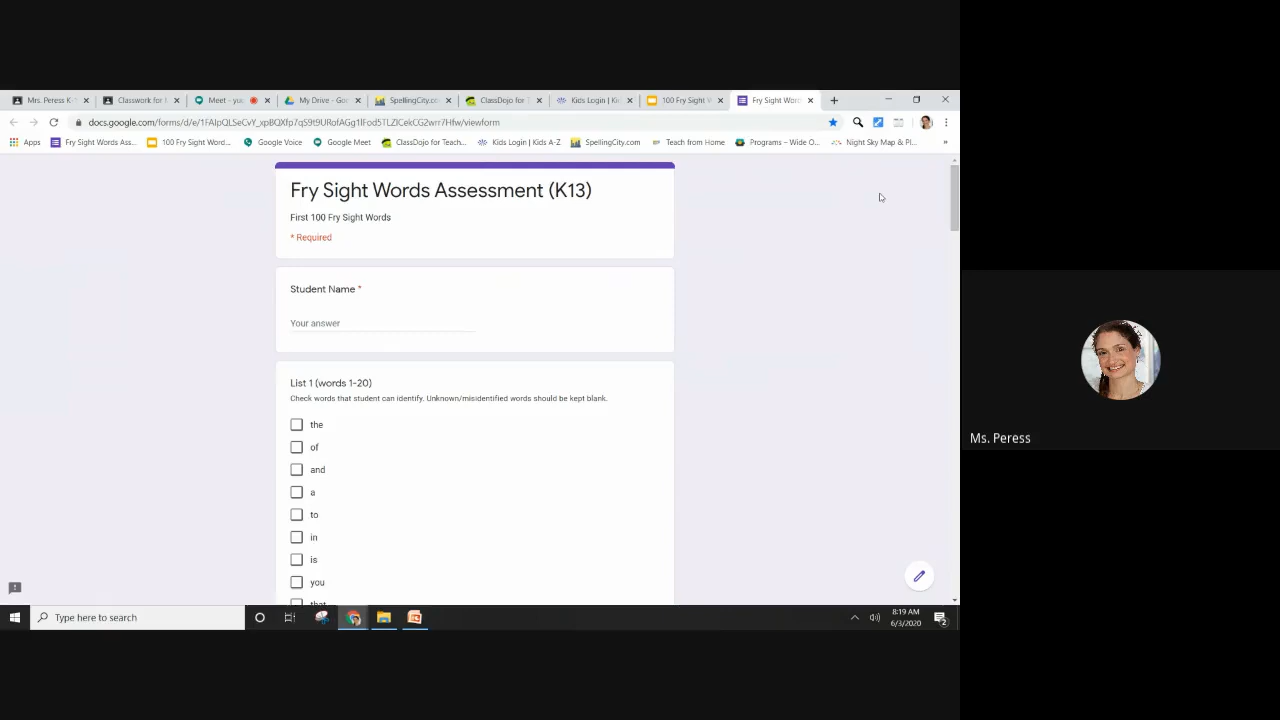 Mrs. Peress K-
Classwork for
Meet - yu
My Drive - Go
SpellingCity.co
ClassDojo for
Kids Login | Kid
100 Fry Sight W
Fry Sight Word
docs.google.com/forms/d/e/1FAIpQLSeCvY_xpBQXfp7qS9t9URofAGg1lFod5TLZlCekCG2wrr7Hfw/viewform
Apps
Fry Sight Words Ass...
100 Fry Sight Word...
Google Voice
Google Meet
ClassDojo for Teach...
Kids Login | Kids A-Z
SpellingCity.com
Teach from Home
Programs – Wide O...
Night Sky Map & Pl...
»
Fry Sight Words Assessment (K13)
First 100 Fry Sight Words
* Required
Student Name *
Your answer
List 1 (words 1-20)
Check words that student can identify. Unknown/misidentified words should be kept blank.
the
of
and
a
to
in
is
you
that
Ms. Peress
Type here to search
8:19 AM
6/3/2020
2